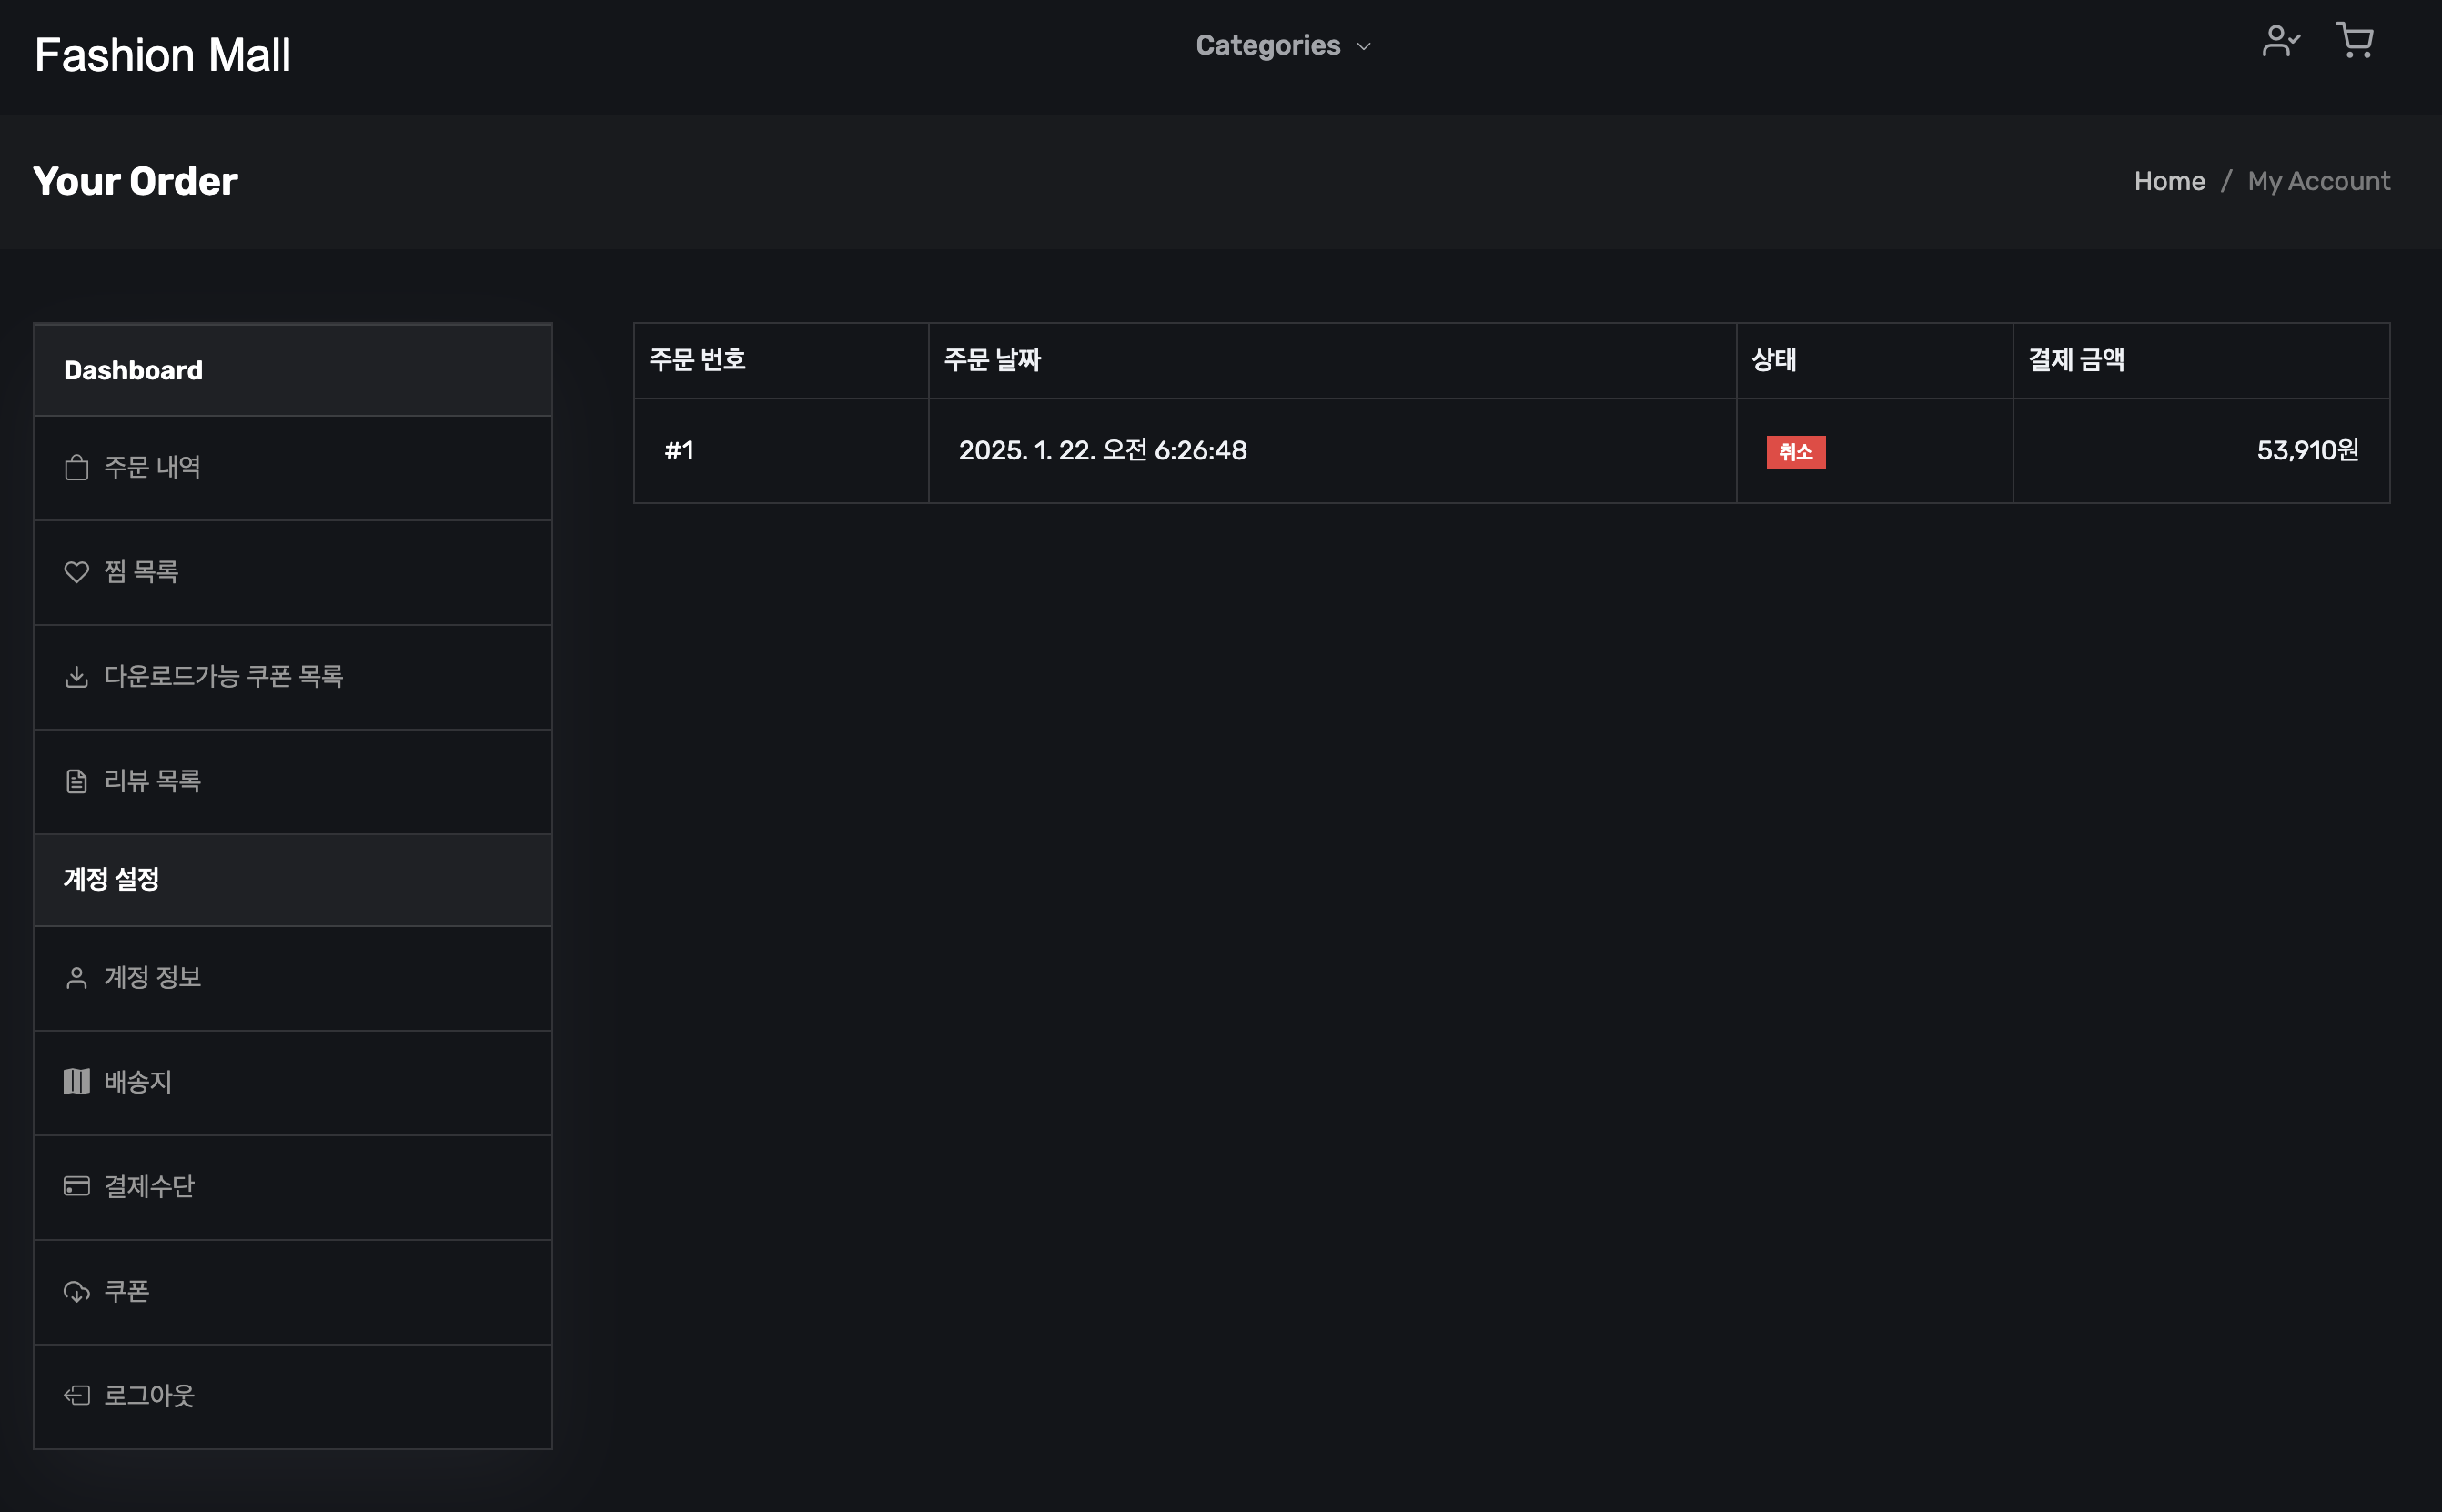 Fashion Mall
Categories
Your Order
Home / My Account
Dashboard
주문 내역
찜 목록
다운로드가능 쿠폰 목록
리뷰 목록
계정 설정
계정 정보
배송지
결제수단
쿠폰
로그아웃
주문 번호 주문 날짜 상태 결제 금액
#1 2025. 1. 22. 오전 6:26:48 취소 53,910원